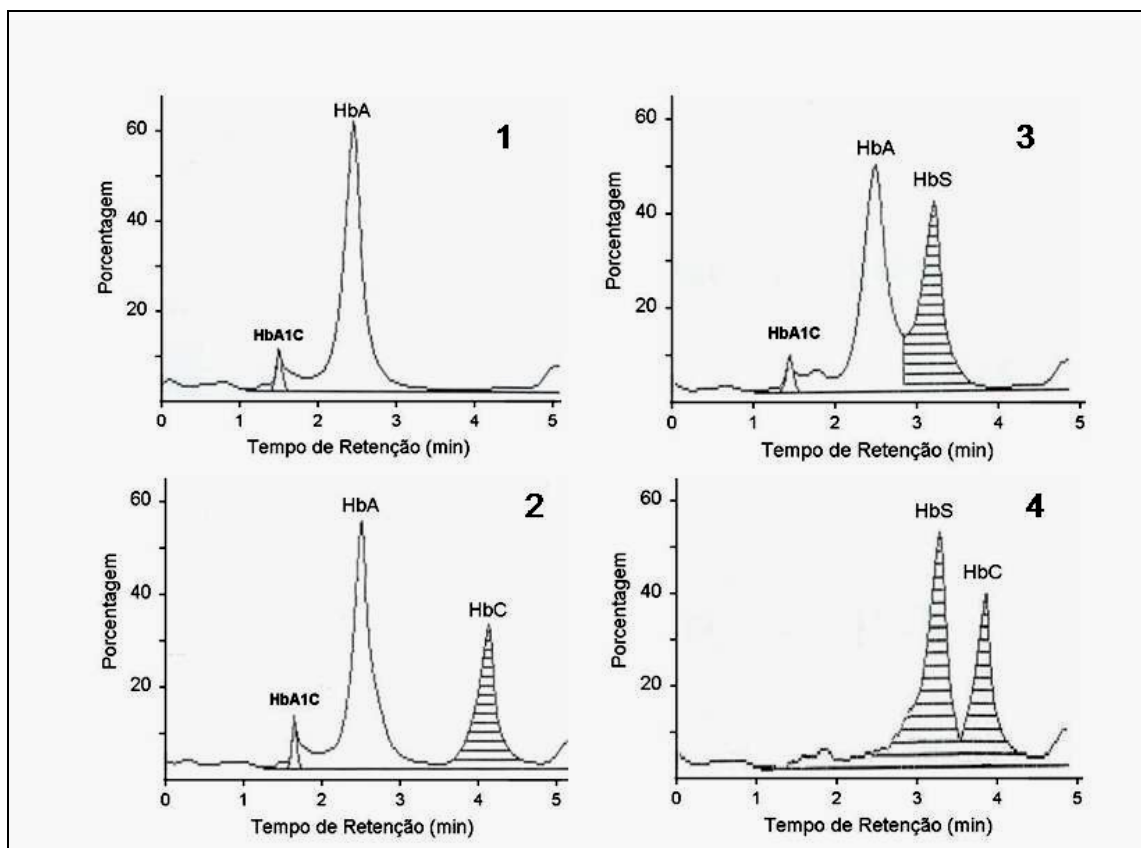 HbA
1
60
40
20
Porcentagem
HbA1C
0 1 2 3 4 5
Tempo de Retenção (min)
3
HbA
HbS
60
40
20
Porcentagem
HbA1C
0 1 2 3 4 5
Tempo de Retenção (min)
2
HbA
HbC
60
40
20
Porcentagem
HbA1C
0 1 2 3 4 5
Tempo de Retenção (min)
4
HbS
HbC
60
40
20
Porcentagem
0 1 2 3 4 5
Tempo de Retenção (min)